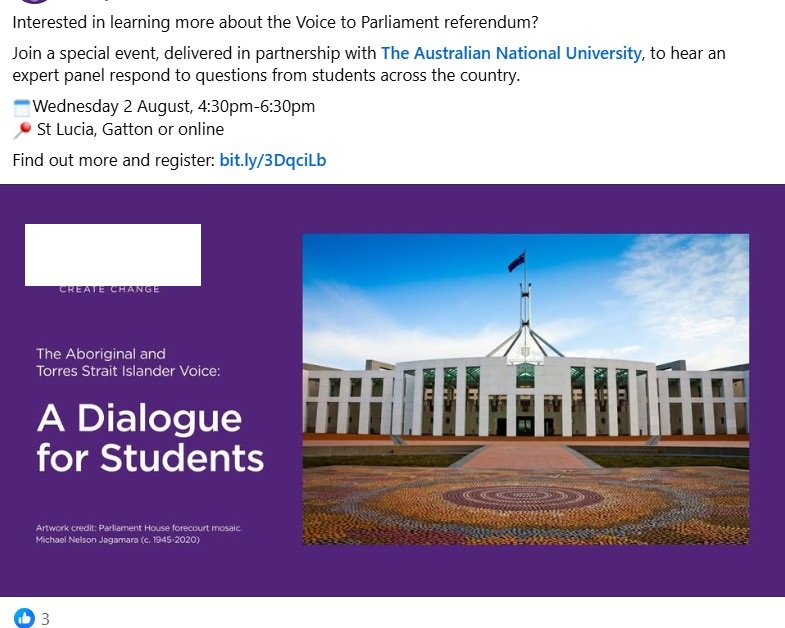 Interested in learning more about the Voice to Parliament referendum?
Join a special event, delivered in partnership with The Australian National University, to hear an
expert panel respond to questions from students across the country.
Wednesday 2 August, 4:30pm-6:30pm
St Lucia, Gatton or online
Find out more and register: bit.ly/3DqciLb
CREATE CHANGE
The Aboriginal and
Torres Strait Islander Voice:
A Dialogue
for Students
Artwork credit: Parliament House forecourt mosaic.
Michael Nelson Jagamara (c. 1945-2020)
3